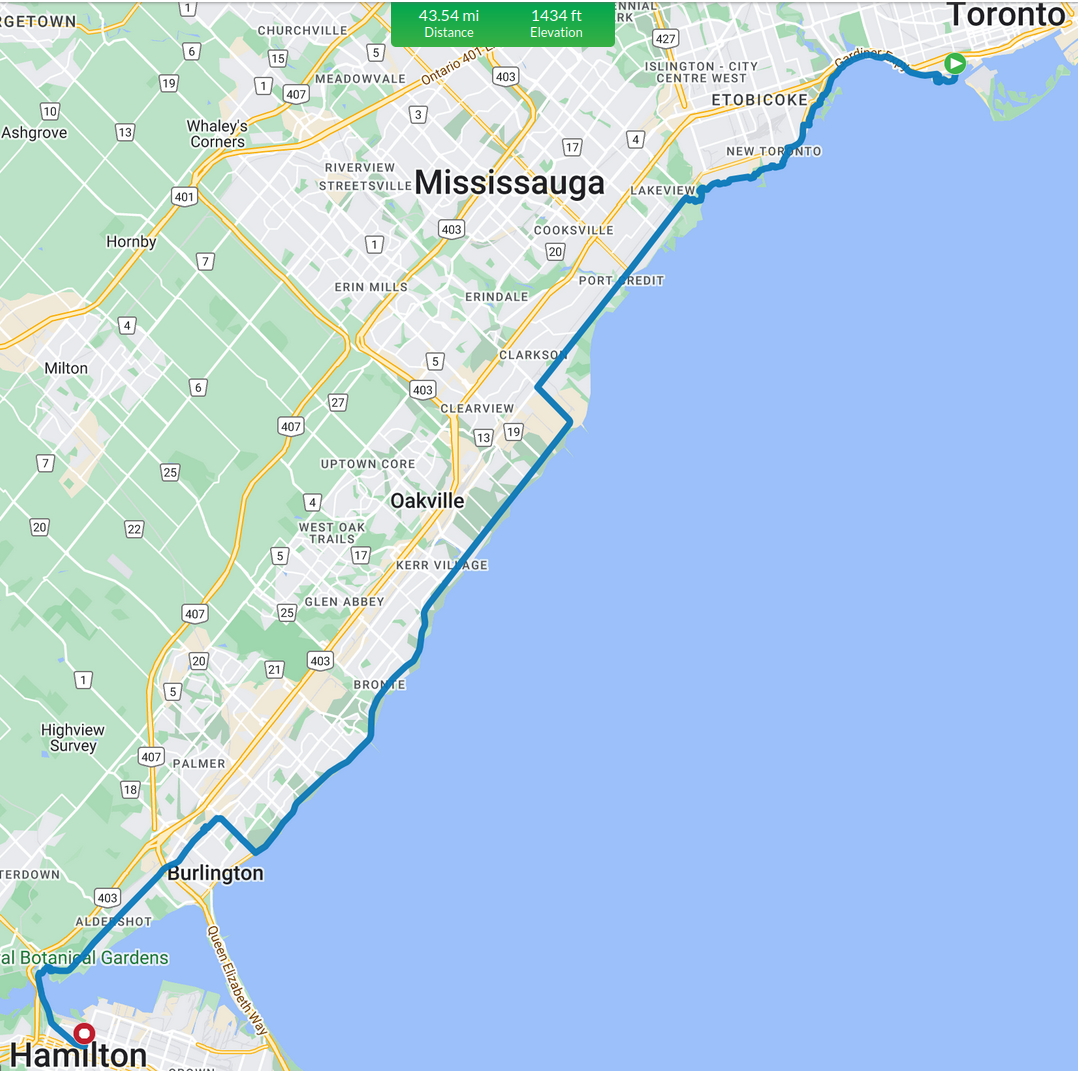 RGETOWN
1
CHURCHVILLE
43.54 mi
Distance
1434 ft
Elevation
ENNIAL
RK
Toronto
427
6
15
5
MEADOWVALE
Ontario 401 E
403
ISLINGTON - CITY
CENTRE WEST
Gardiner Expy
19
1
407
ETOBICOKE
10
3
Ashgrove
13
Whaley's
Corners
17
4
NEW TORONTO
RIVERVIEW
STREETSVILLE
Mississauga
LAKEVIEW
401
403
COOKSVILLE
Hornby
1
20
7
ERIN MILLS
ERINDALE
PORT CREDIT
4
CLARKSON
Milton
5
6
403
27
CLEARVIEW
407
13
19
7
25
UPTOWN CORE
4
Oakville
20
22
WEST OAK
TRAILS
5
17
KERR VILLAGE
GLEN ABBEY
407
25
20
403
21
1
5
BRONTE
Highview
Survey
407
PALMER
18
TERDOWN
Burlington
403
ALDERSHOT
al Botanical Gardens
Queen Elizabeth Way
Hamilton
CROWN